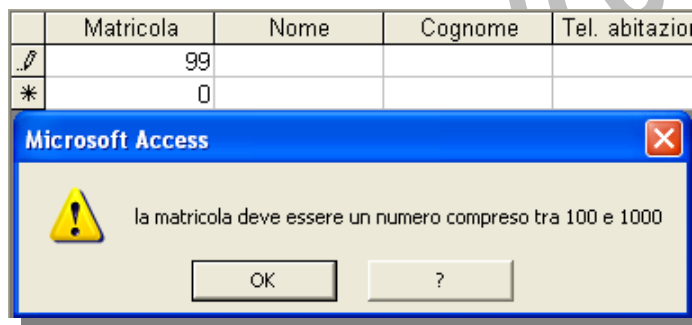 Matricola Nome Cognome Tel. abitazion
99
0
Microsoft Access
la matricola deve essere un numero compreso tra 100 e 1000
OK ?